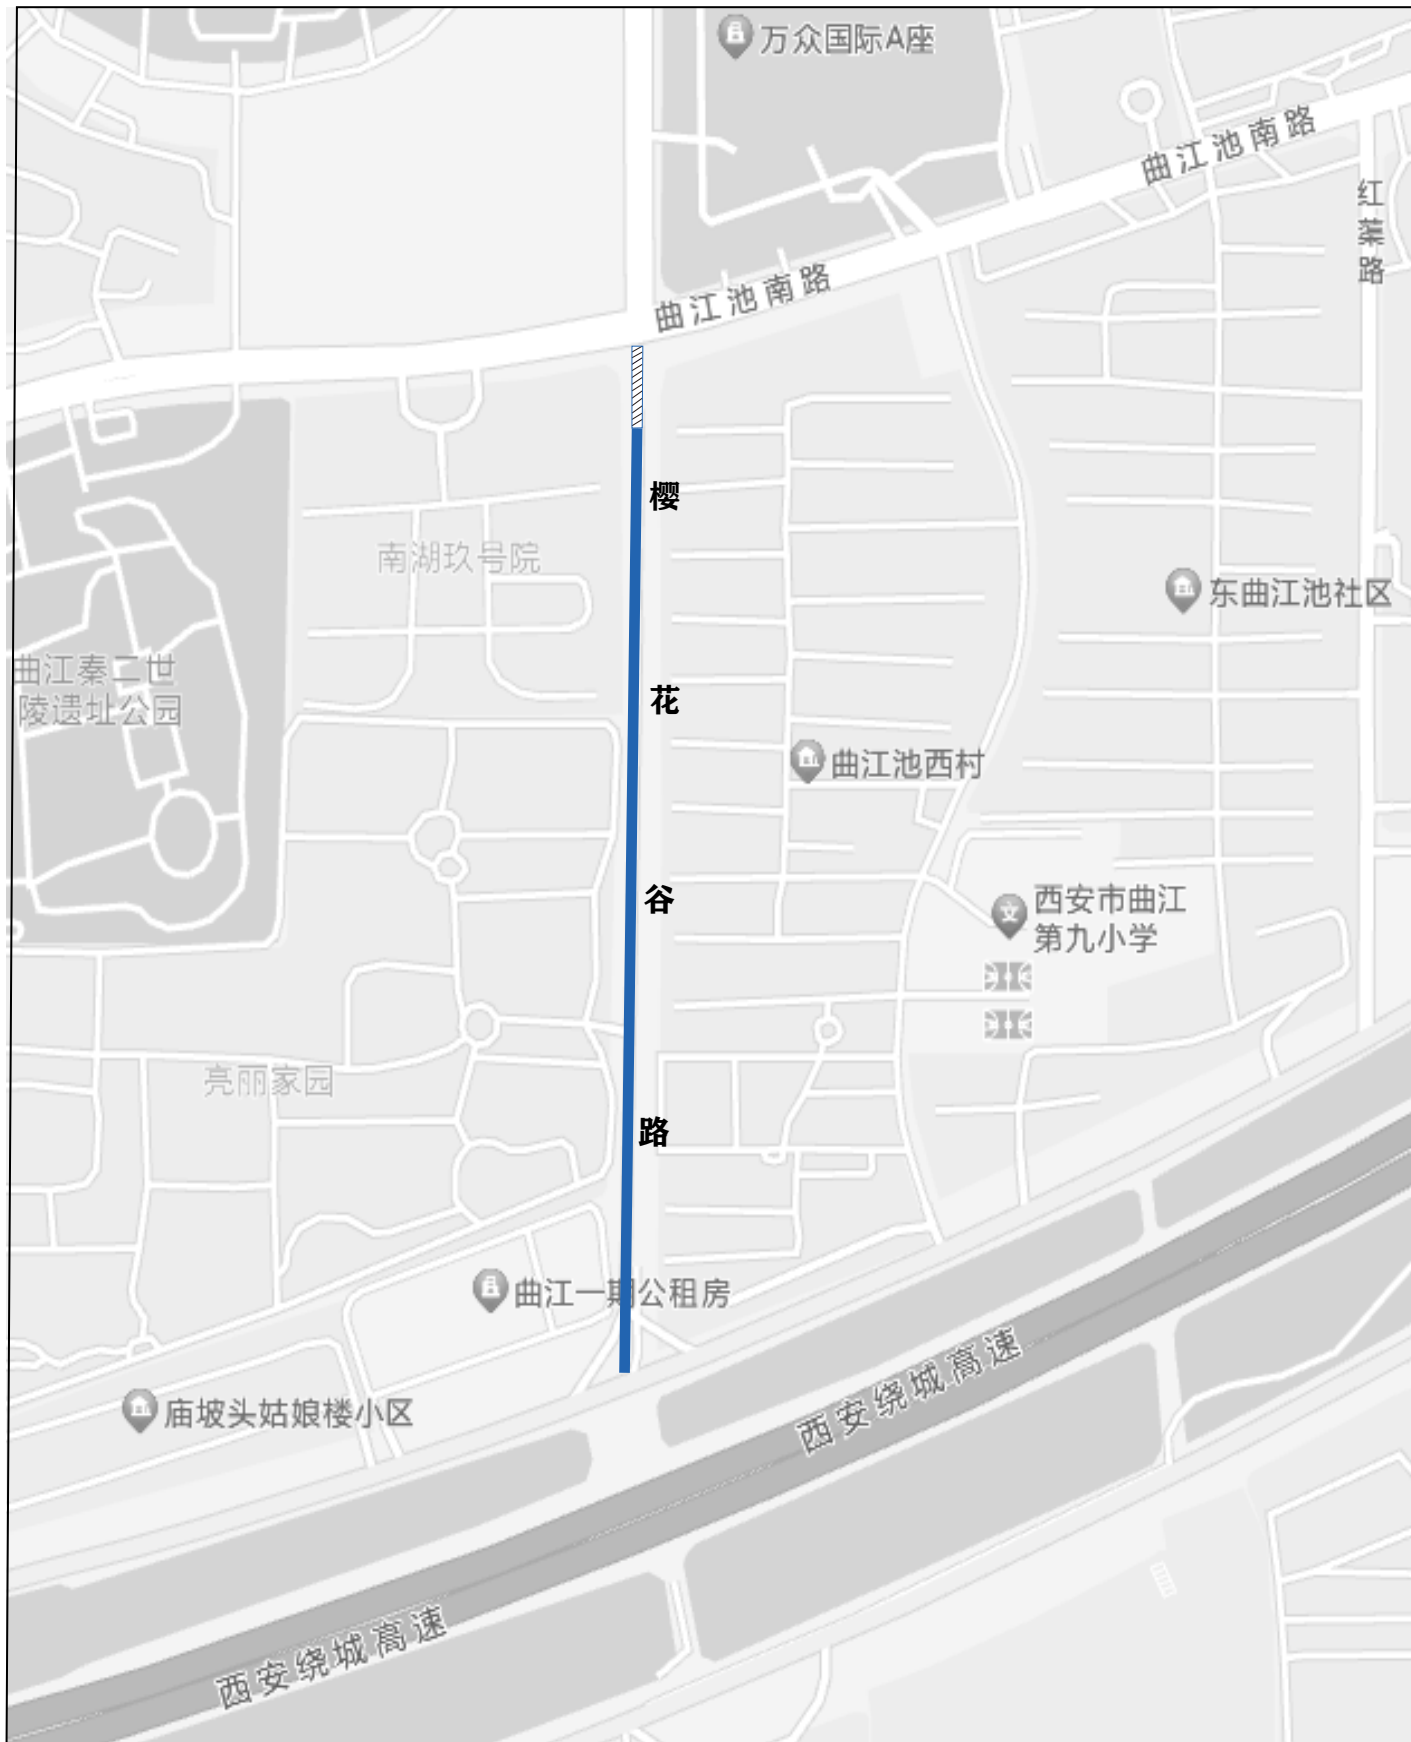 万众国际A座
曲江池南路
红蕖路
曲江池南路
樱花谷路
南湖玖号院
东曲江池社区
曲江秦二世
陵遗址公园
曲江池西村
西安市曲江
第九小学
文
亮丽家园
曲江一期公租房
西安绕城高速
庙坡头姑娘楼小区
西安绕城高速